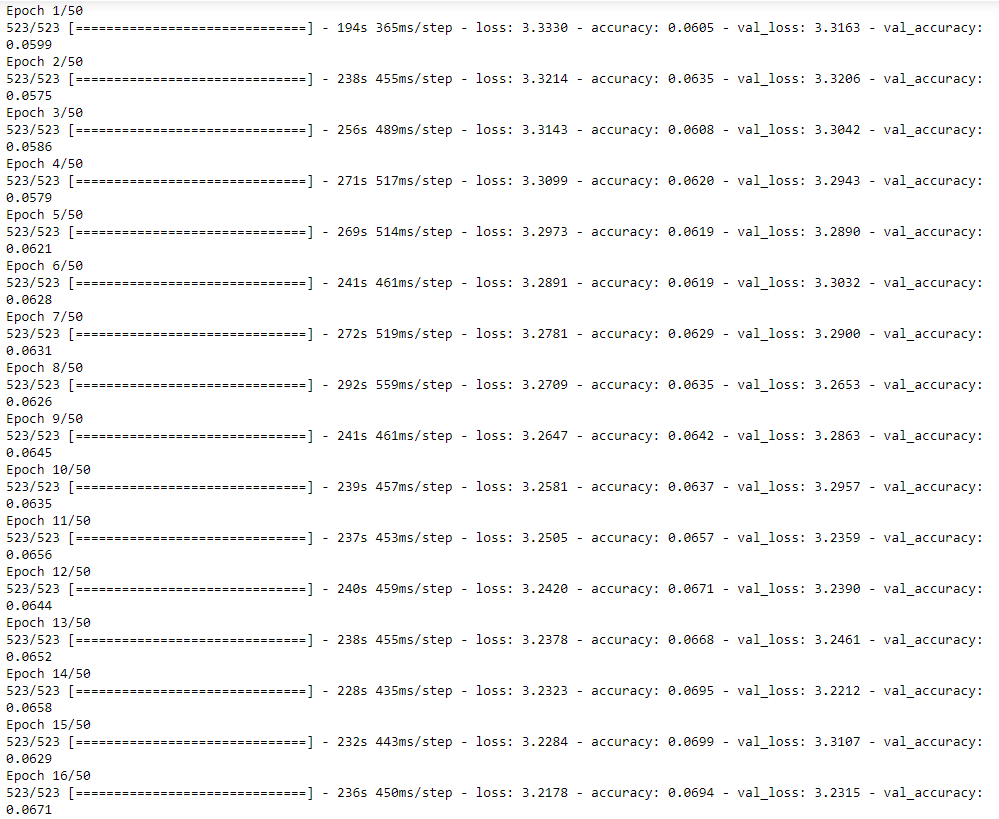 Epoch 1/50
523/523 [==============================] - 194s 365ms/step - loss: 3.3330 - accuracy: 0.0605 - val_loss: 3.3163 - val_accuracy:
0.0599
Epoch 2/50
523/523 [==============================] - 238s 455ms/step - loss: 3.3214 - accuracy: 0.0635 - val_loss: 3.3206 - val_accuracy:
0.0575
Epoch 3/50
523/523 [==============================] - 256s 489ms/step - loss: 3.3143 - accuracy: 0.0608 - val_loss: 3.3042 - val_accuracy:
0.0586
Epoch 4/50
523/523 [==============================] - 271s 517ms/step - loss: 3.3099 - accuracy: 0.0620 - val_loss: 3.2943 - val_accuracy:
0.0579
Epoch 5/50
523/523 [==============================] - 269s 514ms/step - loss: 3.2973 - accuracy: 0.0619 - val_loss: 3.2890 - val_accuracy:
0.0621
Epoch 6/50
523/523 [==============================] - 241s 461ms/step - loss: 3.2891 - accuracy: 0.0619 - val_loss: 3.3032 - val_accuracy:
0.0628
Epoch 7/50
523/523 [==============================] - 272s 519ms/step - loss: 3.2781 - accuracy: 0.0629 - val_loss: 3.2900 - val_accuracy:
0.0631
Epoch 8/50
523/523 [==============================] - 292s 559ms/step - loss: 3.2709 - accuracy: 0.0635 - val_loss: 3.2653 - val_accuracy:
0.0626
Epoch 9/50
523/523 [==============================] - 241s 461ms/step - loss: 3.2647 - accuracy: 0.0642 - val_loss: 3.2863 - val_accuracy:
0.0645
Epoch 10/50
523/523 [==============================] - 239s 457ms/step - loss: 3.2581 - accuracy: 0.0637 - val_loss: 3.2957 - val_accuracy:
0.0635
Epoch 11/50
523/523 [==============================] - 237s 453ms/step - loss: 3.2505 - accuracy: 0.0657 - val_loss: 3.2359 - val_accuracy:
0.0656
Epoch 12/50
523/523 [==============================] - 240s 459ms/step - loss: 3.2420 - accuracy: 0.0671 - val_loss: 3.2390 - val_accuracy:
0.0644
Epoch 13/50
523/523 [==============================] - 238s 455ms/step - loss: 3.2378 - accuracy: 0.0668 - val_loss: 3.2461 - val_accuracy:
0.0652
Epoch 14/50
523/523 [==============================] - 228s 435ms/step - loss: 3.2323 - accuracy: 0.0695 - val_loss: 3.2212 - val_accuracy:
0.0658
Epoch 15/50
523/523 [==============================] - 232s 443ms/step - loss: 3.2284 - accuracy: 0.0699 - val_loss: 3.3107 - val_accuracy:
0.0629
Epoch 16/50
523/523 [==============================] - 236s 450ms/step - loss: 3.2178 - accuracy: 0.0694 - val_loss: 3.2315 - val_accuracy:
0.0671